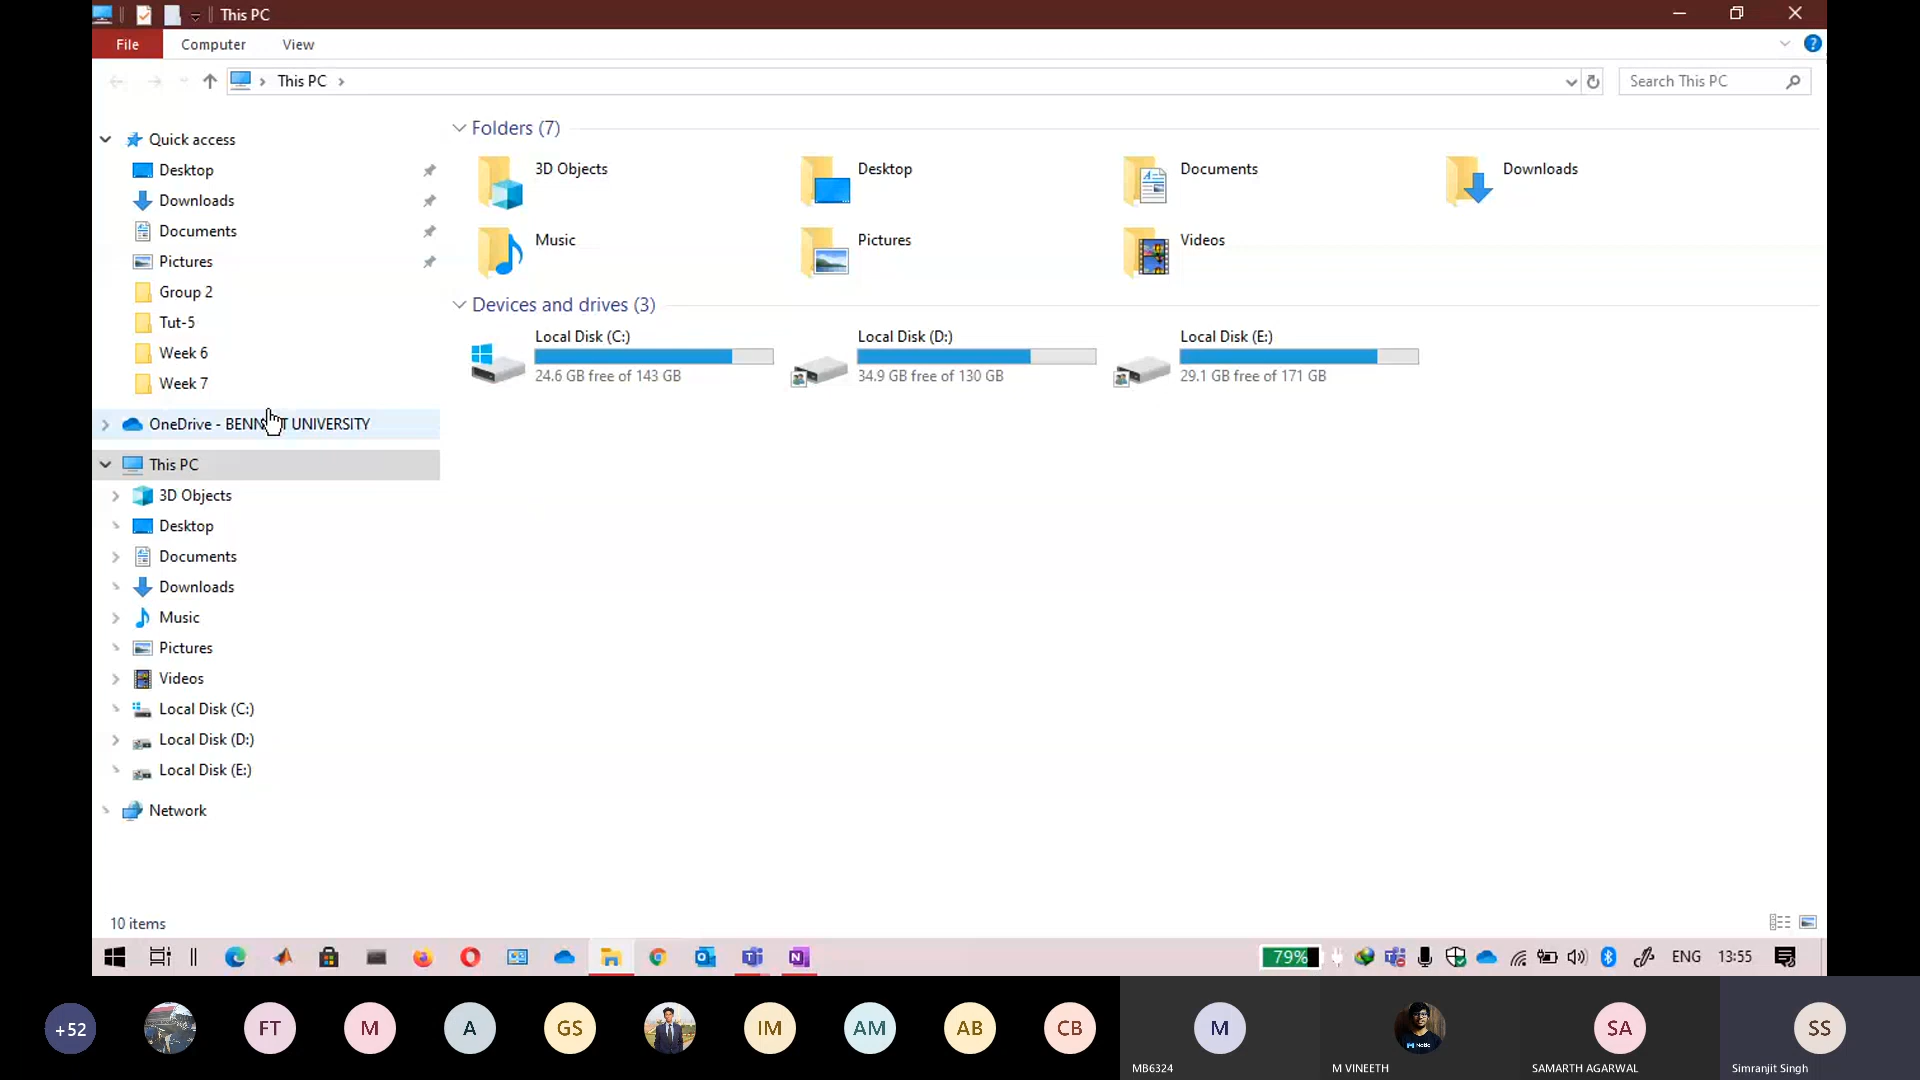 This PC
File
Computer
View
This PC
Search This PC
Quick access
Desktop
Downloads
Documents
Pictures
Group 2
Tut-5
Week 6
Week 7
OneDrive - BENN T UNIVERSITY
This PC
3D Objects
Desktop
Documents
Downloads
Music
Pictures
Videos
Local Disk (C:)
Local Disk (D:)
Local Disk (E:)
Network
Folders (7)
3D Objects
Desktop
Documents
Downloads
Music
Pictures
Videos
Devices and drives (3)
Local Disk (C:)
24.6 GB free of 143 GB
Local Disk (D:)
34.9 GB free of 130 GB
Local Disk (E:)
29.1 GB free of 171 GB
10 items
79%
ENG
13:55
+52
FT
M
A
GS
IM
AM
AB
CB
M
MB6324
M VINEETH
SA
SAMARTH AGARWAL
SS
Simranjit Singh